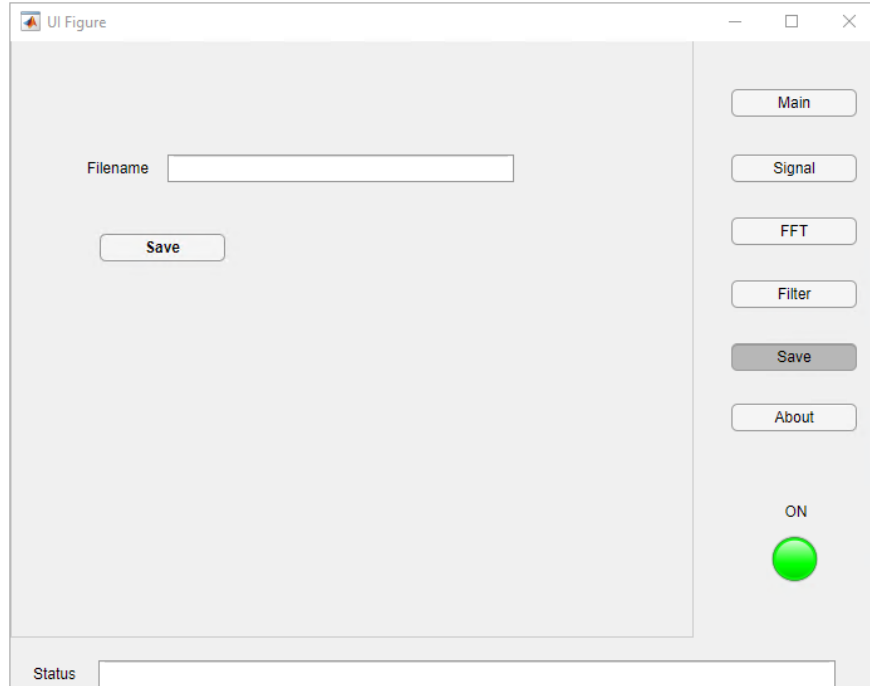 UI Figure
Main
Filename
Signal
Save
FFT
Filter
Save
About
ON
Status